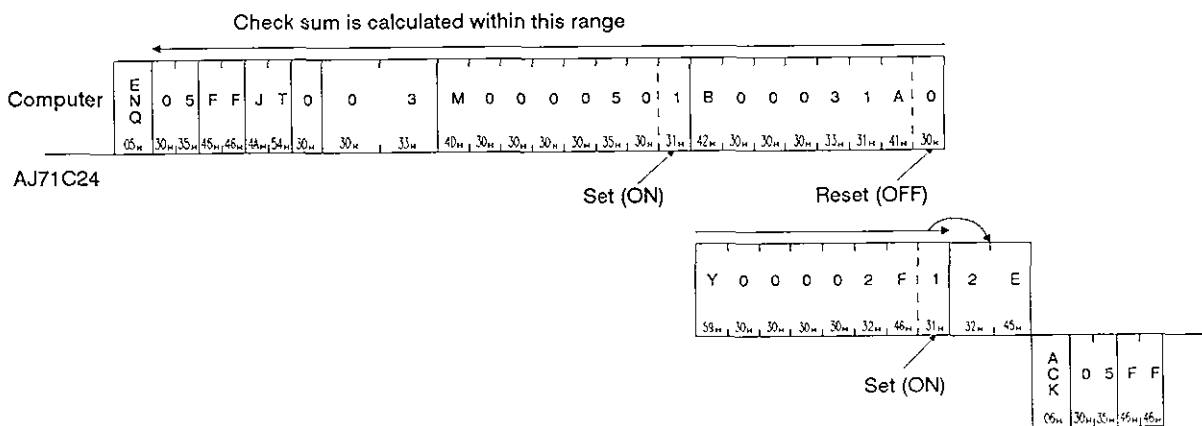 Check sum is calculated within this range
Computer
ENQ 0 5 F F J T 0 0 3 M 0 0 0 0 5 0 1 B 0 0 0 3 1 A 0
05H 30H 35H 46H 46H 4AH 54H 30H 30H 33H 4DH 30H 30H 30H 30H 35H 30H 31H 42H 30H 30H 30H 33H 31H 41H 30H
AJ71C24
Set (ON) Reset (OFF)
Y 0 0 0 0 2 F 1 2 E
59H 30H 30H 30H 30H 32H 46H 31H 32H 45H
Set (ON)
ACK 0 5 F F
06H 30H 35H 46H 46H